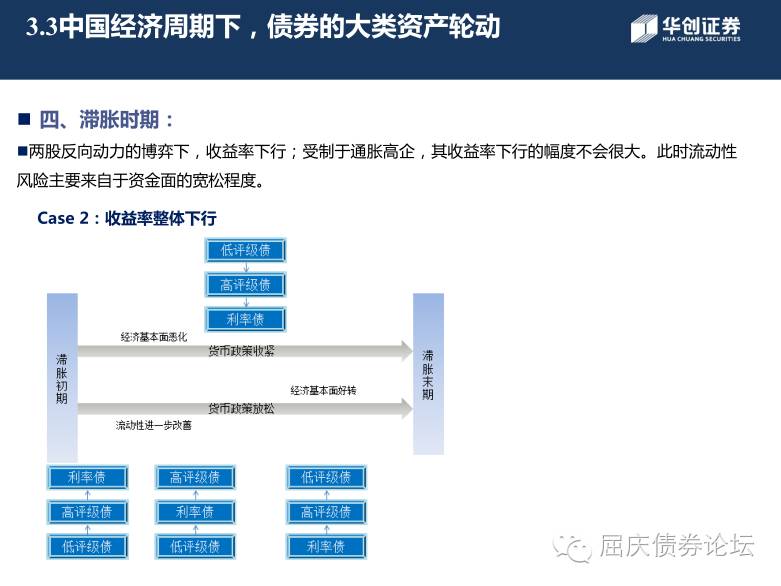 3.3中国经济周期下，债券的大类资产轮动
华创证券
HUA CHUANG SECURITIES
四、滞胀时期：
两股反向动力的博弈下，收益率下行；受制于通胀高企，其收益率下行的幅度不会很大。此时流动性
风险主要来自于资金面的宽松程度。
Case 2：收益率整体下行
低评级债
高评级债
利率债
滞胀初期
经济基本面恶化
货币政策收紧
经济基本面好转
货币政策放松
流动性进一步改善
滞胀末期
利率债
高评级债
低评级债
高评级债
利率债
低评级债
低评级债
高评级债
利率债
屈庆债券论坛